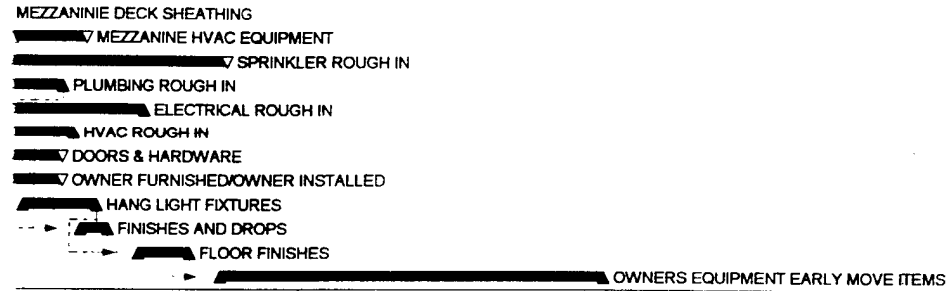 MEZZANINIE DECK SHEATHING
MEZZANINE HVAC EQUIPMENT
SPRINKLER ROUGH IN
PLUMBING ROUGH IN
ELECTRICAL ROUGH IN
HVAC ROUGH IN
DOORS & HARDWARE
OWNER FURNISHED/OWNER INSTALLED
HANG LIGHT FIXTURES
FINISHES AND DROPS
FLOOR FINISHES
OWNERS EQUIPMENT EARLY MOVE ITEMS